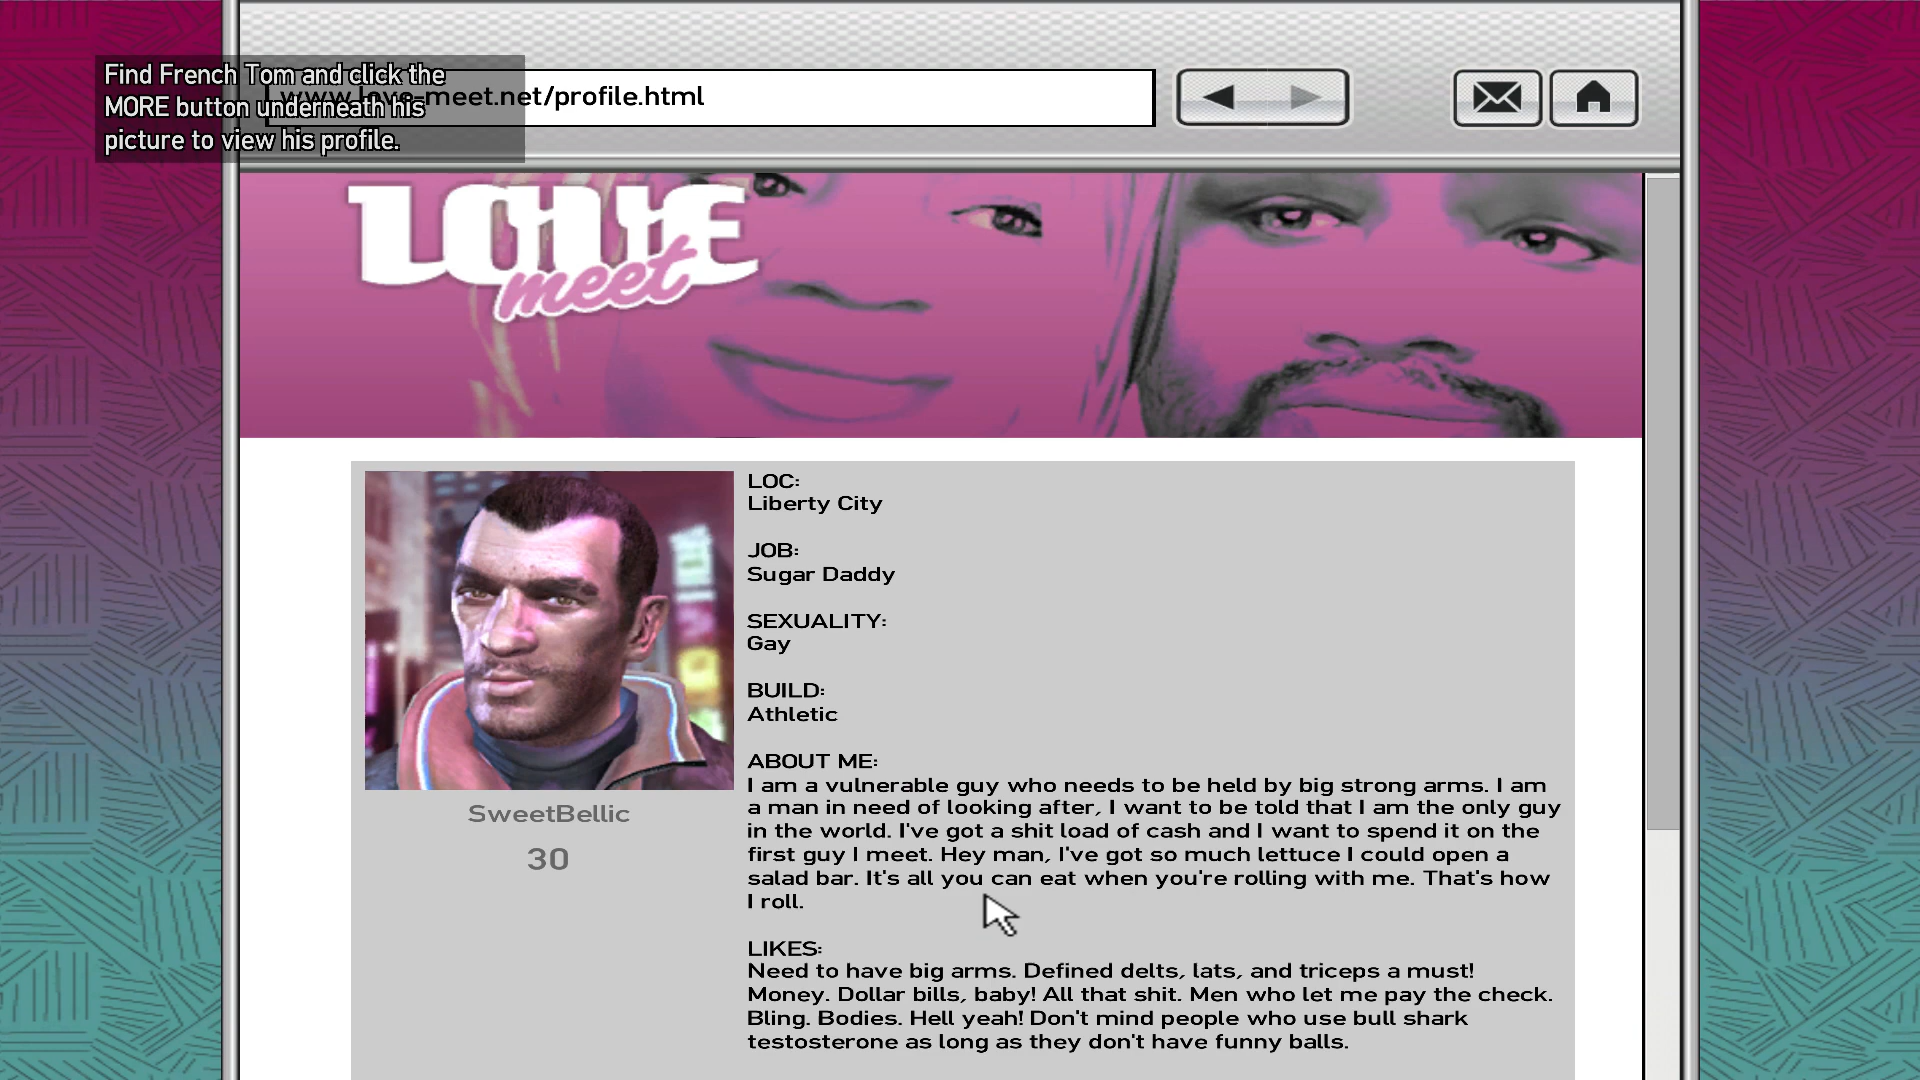 Find French Tom and click the
MORE button underneath his
picture to view his profile.
www.love-meet.net/profile.html
LOVE
meet
LOC:
Liberty City
JOB:
Sugar Daddy
SEXUALITY:
Gay
BUILD:
Athletic
ABOUT ME:
I am a vulnerable guy who needs to be held by big strong arms. I am
a man in need of looking after, I want to be told that I am the only guy
in the world. I've got a shit load of cash and I want to spend it on the
first guy I meet. Hey man, I've got so much lettuce I could open a
salad bar. It's all you can eat when you're rolling with me. That's how
I roll.
SweetBellic
30
LIKES:
Need to have big arms. Defined delts, lats, and triceps a must!
Money. Dollar bills, baby! All that shit. Men who let me pay the check.
Bling. Bodies. Hell yeah! Don't mind people who use bull shark
testosterone as long as they don't have funny balls.